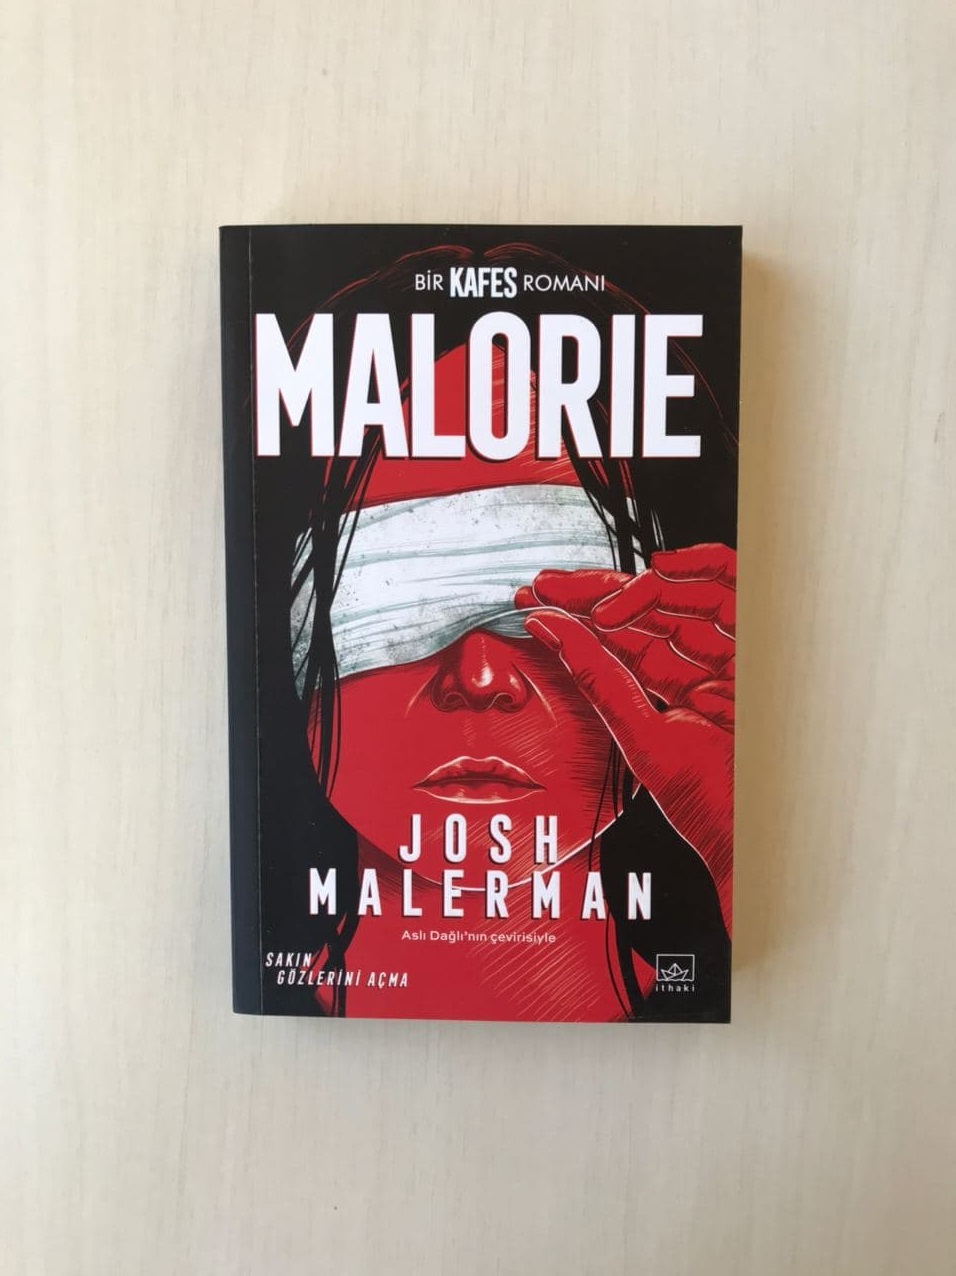 BİR KAFES ROMANI
MALORIE
JOSH
MALERMAN
Aslı Dağlı'nın çevirisiyle
SAKIN
GÖZLERİNİ AÇMA
ithaki